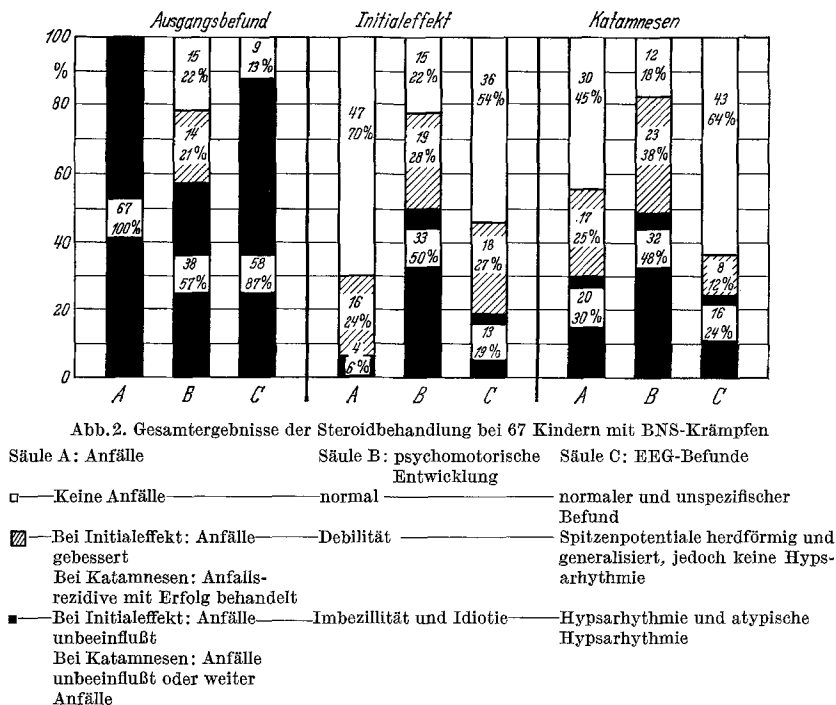 Ausgangsbefund Initialeffekt Katamnesen
100
%
80
60
40
20
0
67
100%
15
22%
14
21%
38
57%
9
13%
58
87%
47
70%
16
24%
4
6%
15
22%
19
28%
33
50%
36
54%
18
27%
13
19%
30
45%
17
25%
20
30%
12
18%
23
38%
32
48%
43
64%
8
12%
16
24%
A B C A B C A B C
Abb.2. Gesamtergebnisse der Steroidbehandlung bei 67 Kindern mit BNS-Krämpfen
Säule A: Anfälle
Säule B: psychomotorische
Entwicklung
Säule C: EEG-Befunde
Keine Anfälle
normal
normaler und unspezifischer
Befund
Bei Initialeffekt: Anfälle
gebessert
Bei Katamnesen: Anfalls-
rezidive mit Erfolg behandelt
Debilität
Spitzenpotentiale herdförmig und
generalisiert, jedoch keine Hyps-
arhythmie
Bei Initialeffekt: Anfälle
unbeeinflußt
Bei Katamnesen: Anfälle
unbeeinflußt oder weiter
Anfälle
Imbezillität und Idiotie
Hypsarhythmie und atypische
Hypsarhythmie